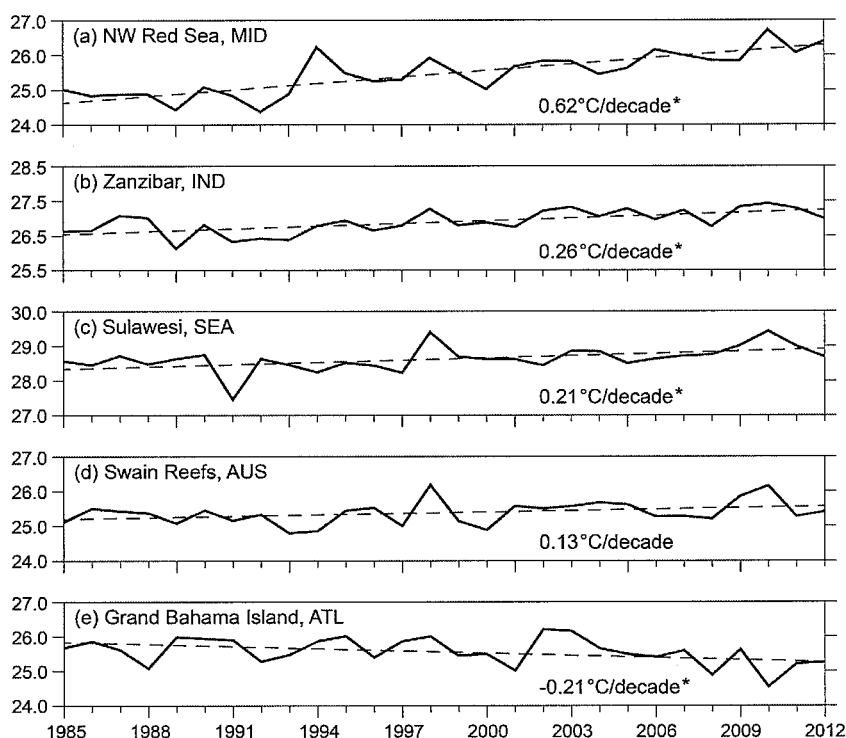 27.0
(a) NW Red Sea, MID
26.0
25.0
0.62°C/decade*
24.0
28.5
(b) Zanzibar, IND
27.5
26.5
0.26°C/decade*
25.5
30.0
(c) Sulawesi, SEA
29.0
28.0
0.21°C/decade*
27.0
27.0
(d) Swain Reefs, AUS
26.0
25.0
0.13°C/decade
24.0
27.0
(e) Grand Bahama Island, ATL
26.0
25.0
-0.21°C/decade*
24.0
1985 1988 1991 1994 1997 2000 2003 2006 2009 2012